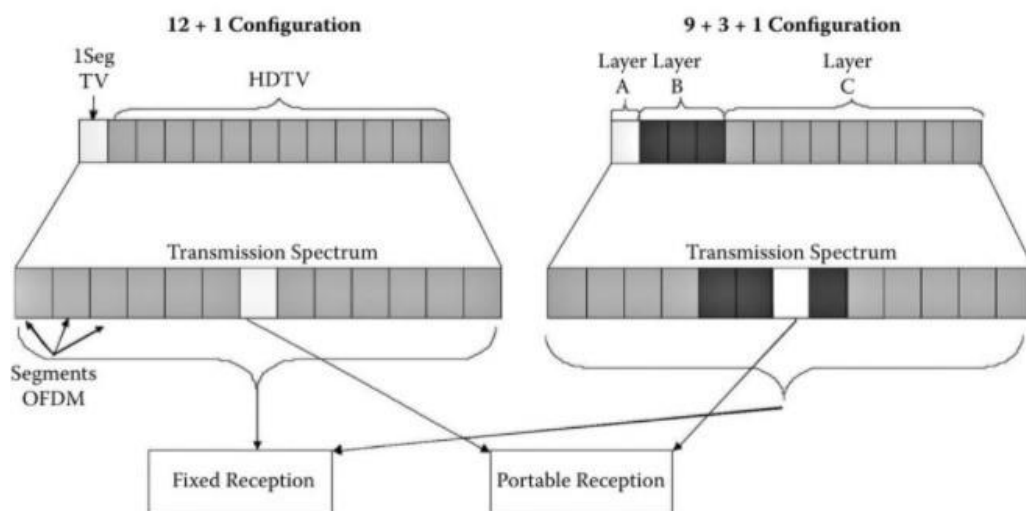 12 + 1 Configuration
1Seg
TV
HDTV
Transmission Spectrum
Segments
OFDM
9 + 3 + 1 Configuration
Layer Layer
A B
Layer
C
Transmission Spectrum
Fixed Reception
Portable Reception